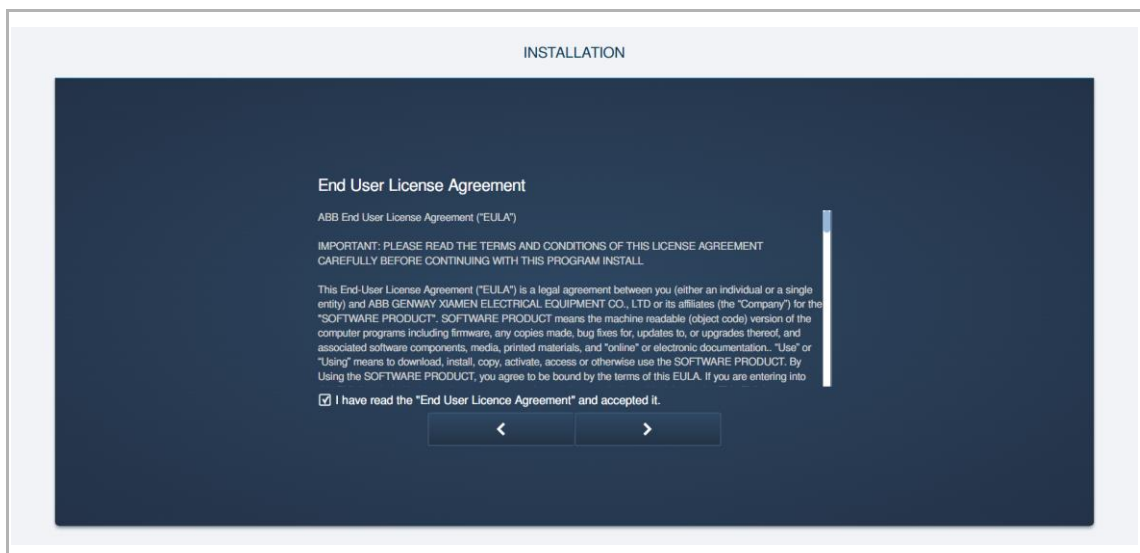 INSTALLATION
End User License Agreement
ABB End User License Agreement ("EULA")
IMPORTANT: PLEASE READ THE TERMS AND CONDITIONS OF THIS LICENSE AGREEMENT
CAREFULLY BEFORE CONTINUING WITH THIS PROGRAM INSTALL
This End-User License Agreement ("EULA") is a legal agreement between you (either an individual or a single
entity) and ABB GENWAY XIAMEN ELECTRICAL EQUIPMENT CO., LTD or its affiliates (the "Company") for the
"SOFTWARE PRODUCT". SOFTWARE PRODUCT means the machine readable (object code) version of the
computer programs including firmware, any copies made, bug fixes for, updates to, or upgrades thereof, and
associated software components, media, printed materials, and "online" or electronic documentation.. "Use" or
"Using" means to download, install, copy, activate, access or otherwise use the SOFTWARE PRODUCT. By
Using the SOFTWARE PRODUCT, you agree to be bound by the terms of this EULA. If you are entering into
I have read the "End User Licence Agreement" and accepted it.